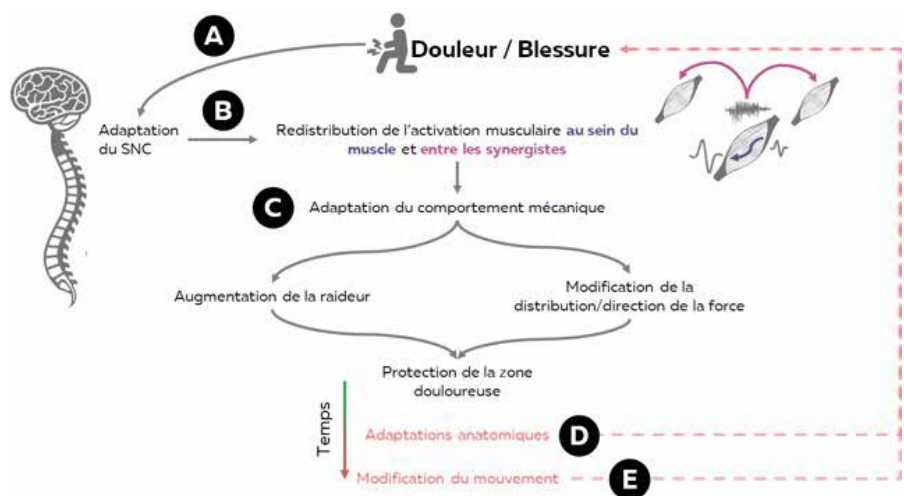 A
Douleur / Blessure
B
Adaptation
du SNC
Redistribution de l'activation musculaire au sein du
muscle et entre les synergistes
C
Adaptation du comportement mécanique
Augmentation de la raideur
Modification de la
distribution/direction de la force
Protection de la zone
douloureuse
Temps
Adaptations anatomiques
D
Modification du mouvement
E